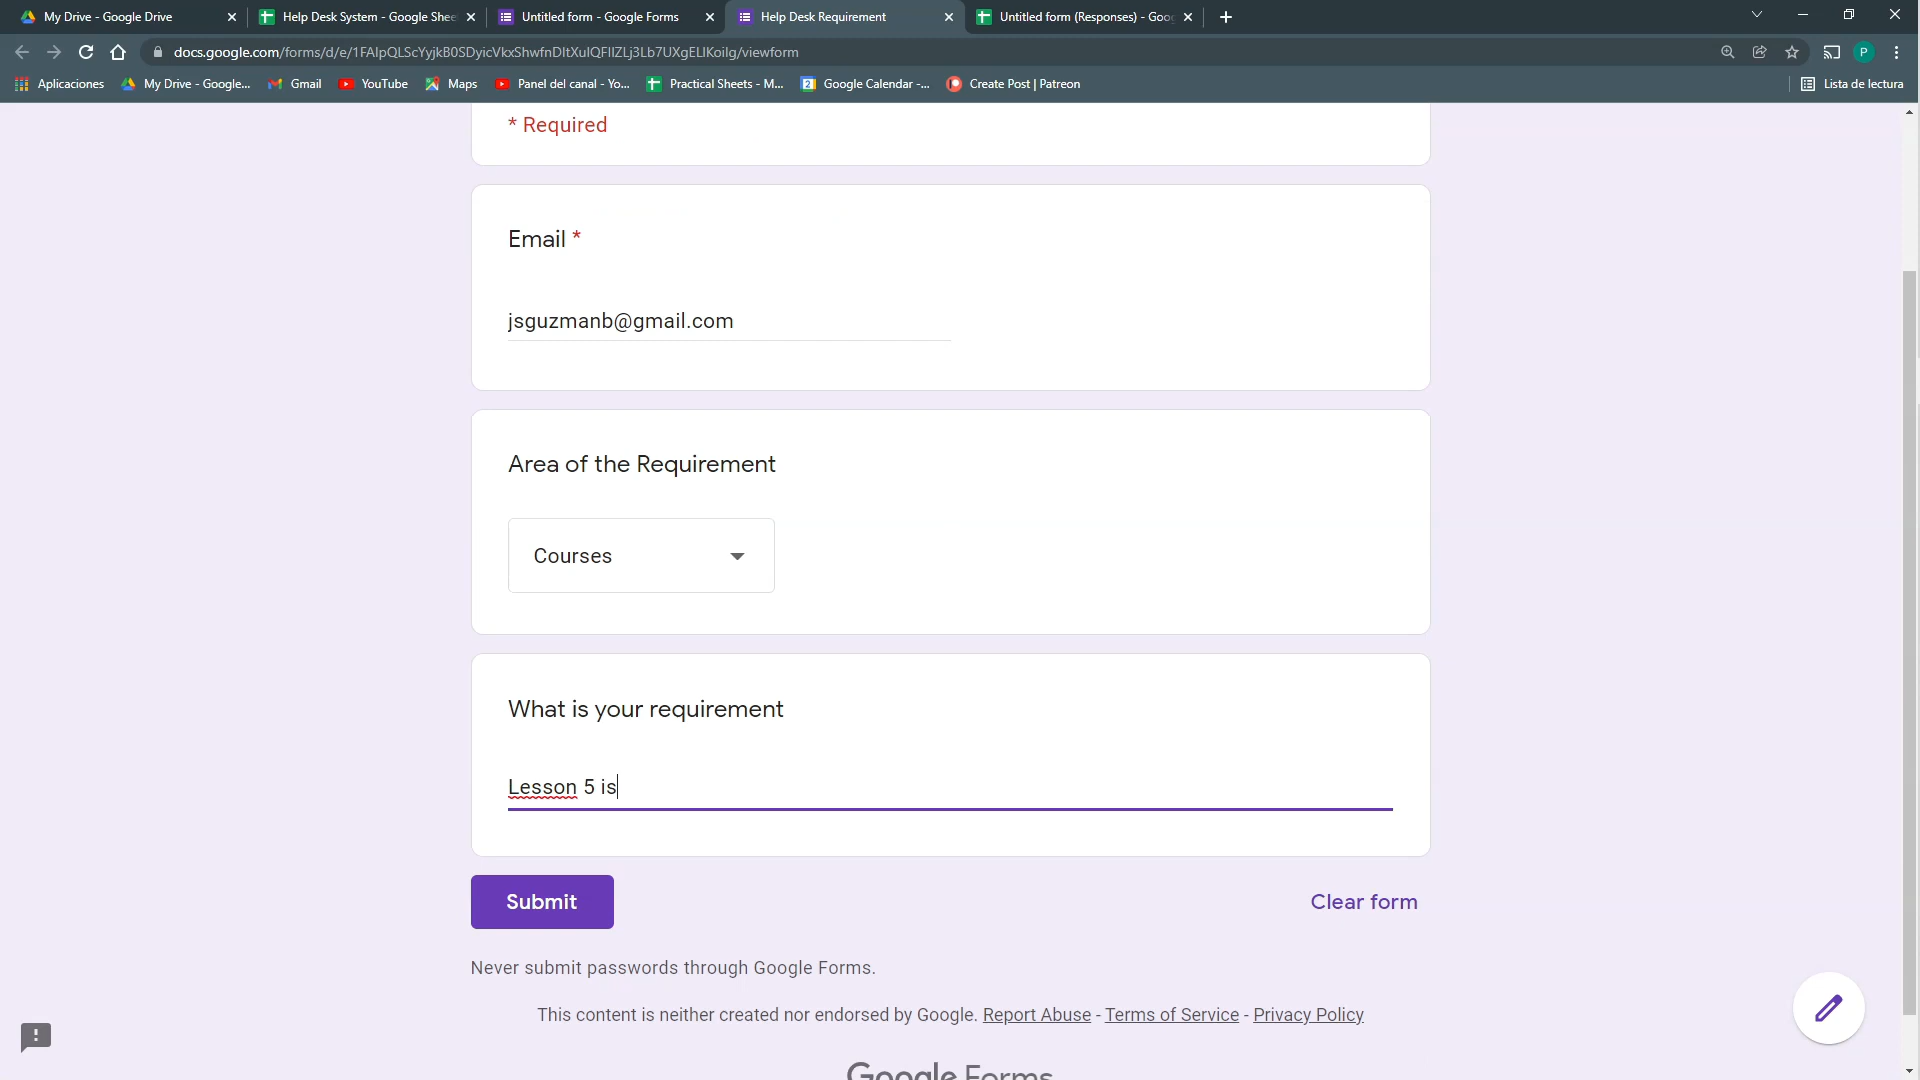 My Drive - Google Drive
Help Desk System - Google Shee
Untitled form - Google Forms
Help Desk Requirement
Untitled form (Responses) - Goog
docs.google.com/forms/d/e/1FAIpQLScYyjkB0SDyicVkxShwfnDltXulQFIlZLj3Lb7UXgELlKoilg/viewform
P
Aplicaciones
My Drive - Google...
Gmail
YouTube
Maps
Panel del canal - Yo...
Practical Sheets - M...
Google Calendar -...
Create Post | Patreon
Lista de lectura
* Required
Email *
jsguzmanb@gmail.com
Area of the Requirement
Courses
What is your requirement
Lesson 5 is
Submit
Clear form
Never submit passwords through Google Forms.
This content is neither created nor endorsed by Google. Report Abuse - Terms of Service - Privacy Policy
Google Forms